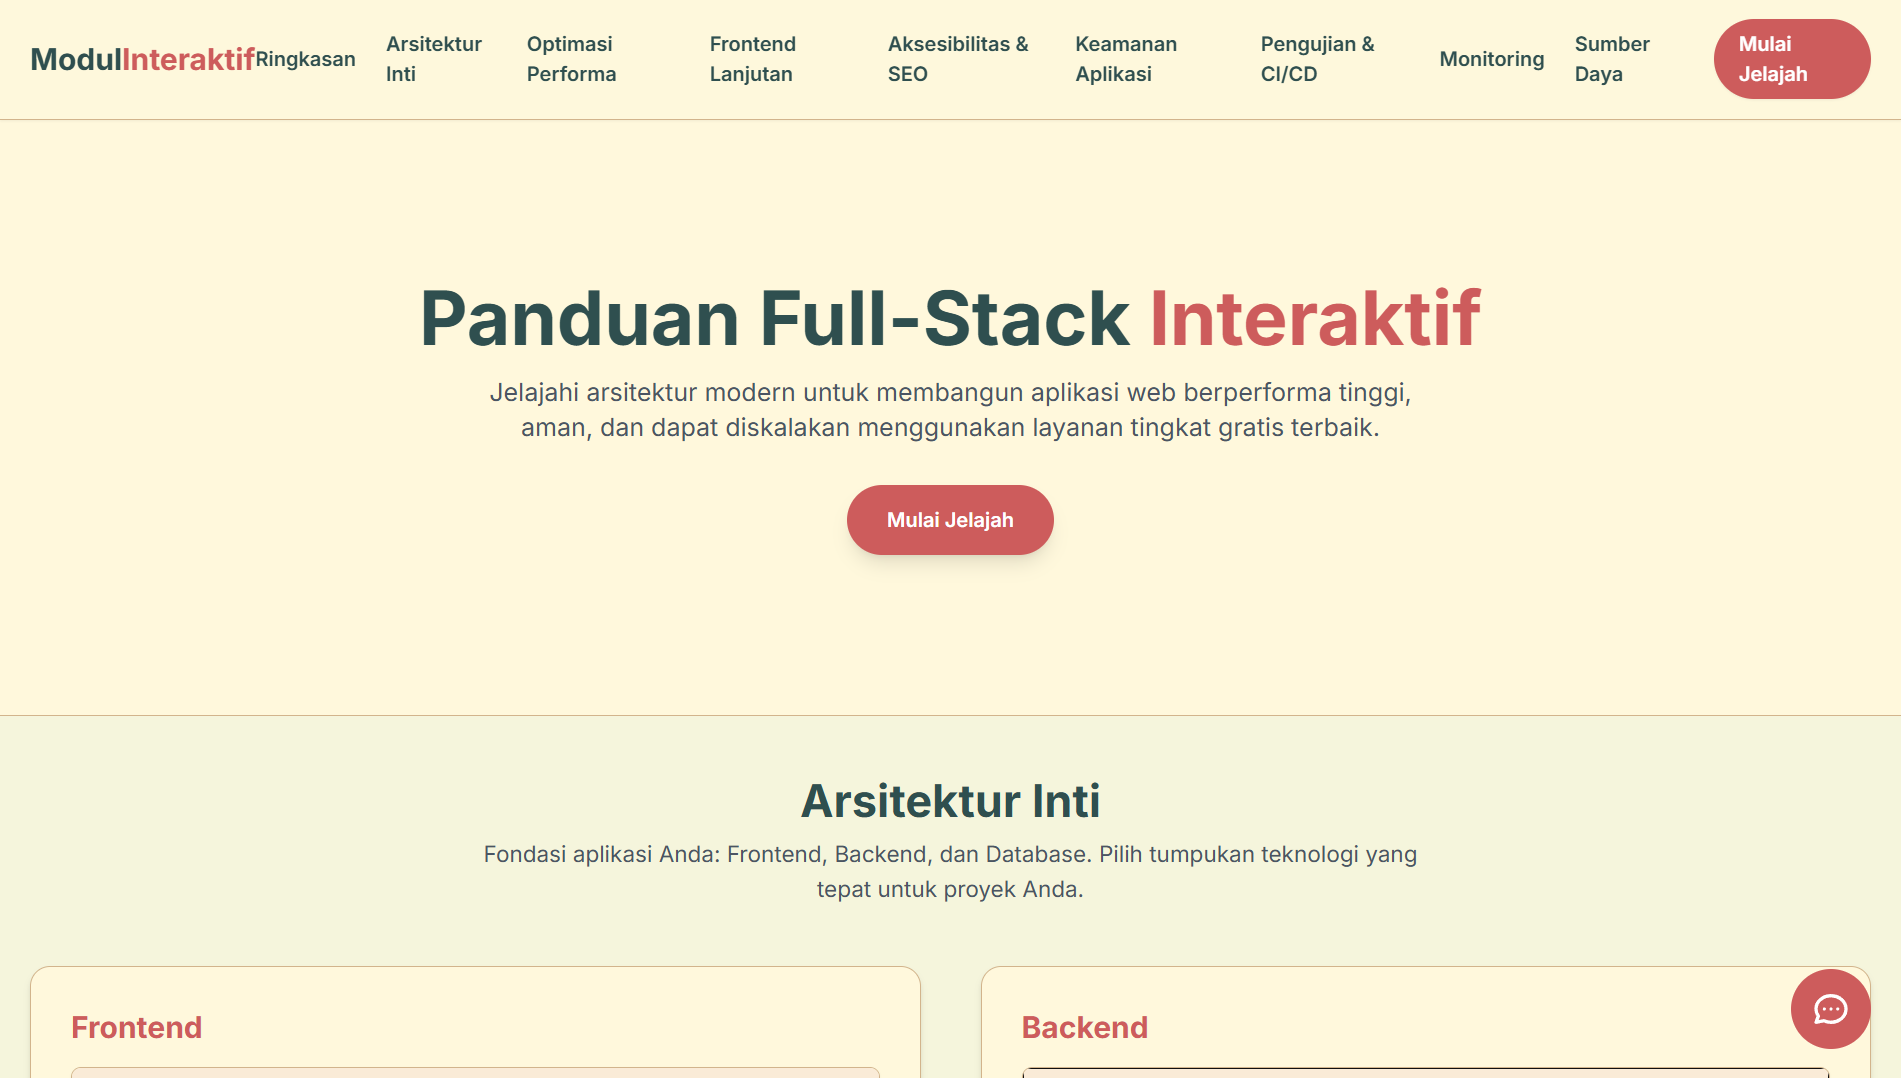 ModulInteraktif
Ringkasan
Arsitektur
Inti
Optimasi
Performa
Frontend
Lanjutan
Aksesibilitas &
SEO
Keamanan
Aplikasi
Pengujian &
CI/CD
Monitoring
Sumber
Daya
Mulai
Jelajah
Panduan Full-Stack Interaktif
Jelajahi arsitektur modern untuk membangun aplikasi web berperforma tinggi,
aman, dan dapat diskalakan menggunakan layanan tingkat gratis terbaik.
Mulai Jelajah
Arsitektur Inti
Fondasi aplikasi Anda: Frontend, Backend, dan Database. Pilih tumpukan teknologi yang
tepat untuk proyek Anda.
Frontend
Backend